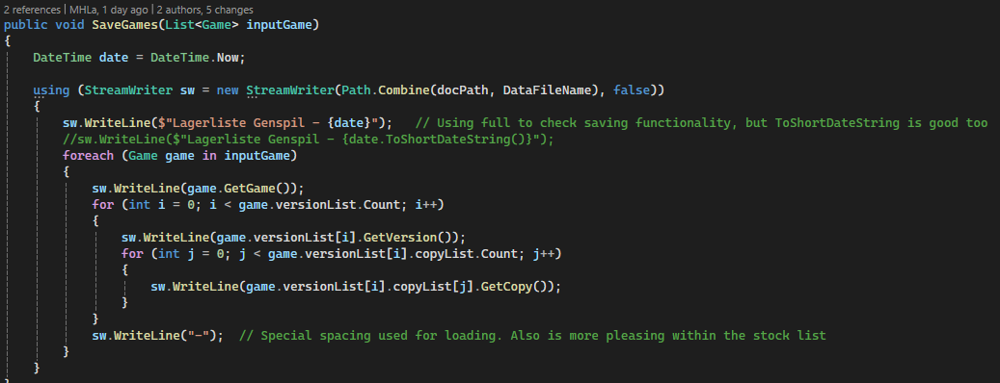 2 references | MHLa, 1 day ago | 2 authors, 5 changes
public void SaveGames(List<Game> inputGame)
{
    DateTime date = DateTime.Now;

    using (StreamWriter sw = new StreamWriter(Path.Combine(docPath, DataFileName), false))
    {
        sw.WriteLine($"Lagerliste Genspil - {date}");   // Using full to check saving functionality, but ToShortDateString is good too
        //sw.WriteLine($"Lagerliste Genspil - {date.ToShortDateString()}");
        foreach (Game game in inputGame)
        {
            sw.WriteLine(game.GetGame());
            for (int i = 0; i < game.versionList.Count; i++)
            {
                sw.WriteLine(game.versionList[i].GetVersion());
                for (int j = 0; j < game.versionList[i].copyList.Count; j++)
                {
                    sw.WriteLine(game.versionList[i].copyList[j].GetCopy());
                }
            }
            sw.WriteLine("-");  // Special spacing used for loading. Also is more pleasing within the stock list
        }
    }
}